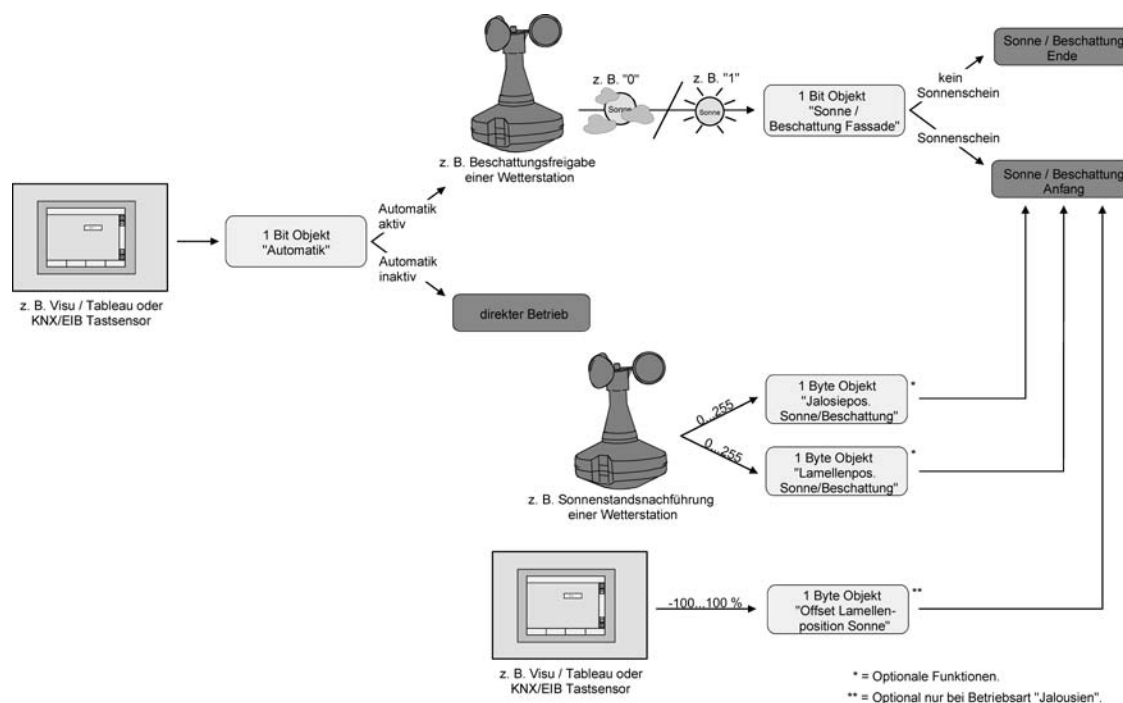 Sonne / Beschattung
Ende
z. B. "0"
z. B. "1"
Sonne
Sonne
kein
Sonnenschein
1 Bit Objekt
"Sonne /
Beschattung Fassade"
Sonnenschein
z. B. Beschattungsfreigabe
einer Wetterstation
Sonne / Beschattung
Anfang
Automatik
aktiv
1 Bit Objekt
"Automatik"
Automatik
inaktiv
z. B. Visu / Tableau oder
KNX/EIB Tastsensor
direkter Betrieb
1 Byte Objekt
"Jalosiepos.
Sonne/Beschattung"
*
0...255
0...255
1 Byte Objekt
"Lamellenpos.
Sonne/Beschattung"
*
z. B. Sonnenstandsnachführung
einer Wetterstation
-100...100 %
1 Byte Objekt
"Offset Lamellen-
position Sonne"
**
z. B. Visu / Tableau oder
KNX/EIB Tastsensor
* = Optionale Funktionen.
** = Optional nur bei Betriebsart "Jalousien".